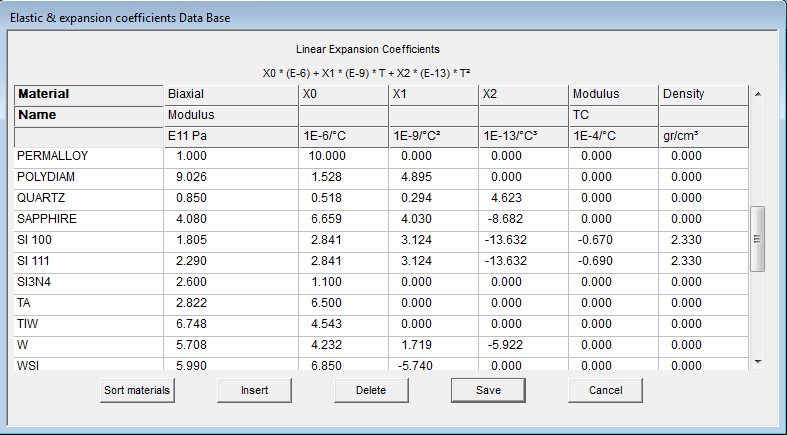 Elastic & expansion coefficients Data Base
Linear Expansion Coefficients
X0 * (E-6) + X1 * (E-9) * T + X2 * (E-13) * T²
Material Biaxial X0 X1 X2 Modulus Density
Name Modulus TC
E11 Pa 1E-6/°C 1E-9/°C² 1E-13/°C³ 1E-4/°C gr/cm³
PERMALLOY 1.000 10.000 0.000 0.000 0.000 0.000
POLYDIAM 9.026 1.528 4.895 0.000 0.000 0.000
QUARTZ 0.850 0.518 0.294 4.623 0.000 0.000
SAPPHIRE 4.080 6.659 4.030 -8.682 0.000 0.000
SI 100 1.805 2.841 3.124 -13.632 -0.670 2.330
SI 111 2.290 2.841 3.124 -13.632 -0.690 2.330
SI3N4 2.600 1.100 0.000 0.000 0.000 0.000
TA 2.822 6.500 0.000 0.000 0.000 0.000
TIW 6.748 4.543 0.000 0.000 0.000 0.000
W 5.708 4.232 1.719 -5.922 0.000 0.000
WSI 5.990 6.850 -5.740 0.000 0.000 0.000
Sort materials Insert Delete Save Cancel